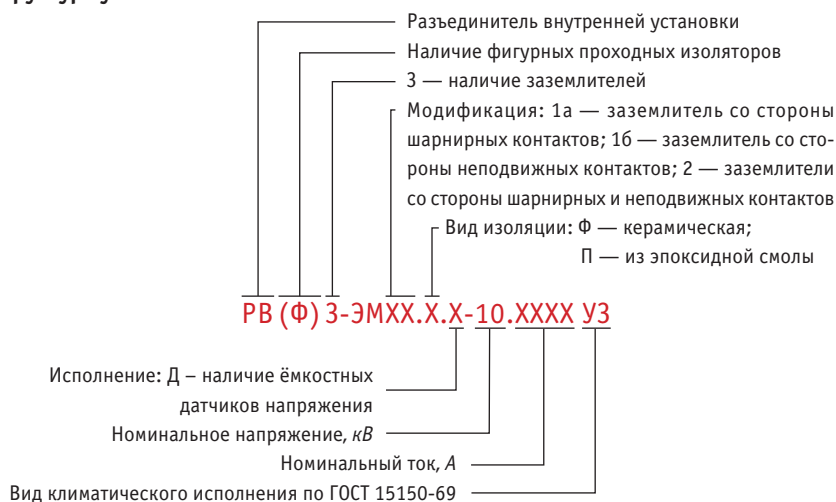 Разъединитель внутренней установки
Наличие фигурных проходных изоляторов
З — наличие заземлителей
Модификация: 1а — заземлитель со стороны
шарнирных контактов; 1б — заземлитель со сто-
роны неподвижных контактов; 2 — заземлители
со стороны шарнирных и неподвижных контактов
Вид изоляции: Ф — керамическая;
П — из эпоксидной смолы
РВ(Ф)З-ЭМХХ.Х.Х-10.ХХХХ У3
Исполнение: Д – наличие ёмкостных
датчиков напряжения
Номинальное напряжение, кВ
Номинальный ток, А
Вид климатического исполнения по ГОСТ 15150-69